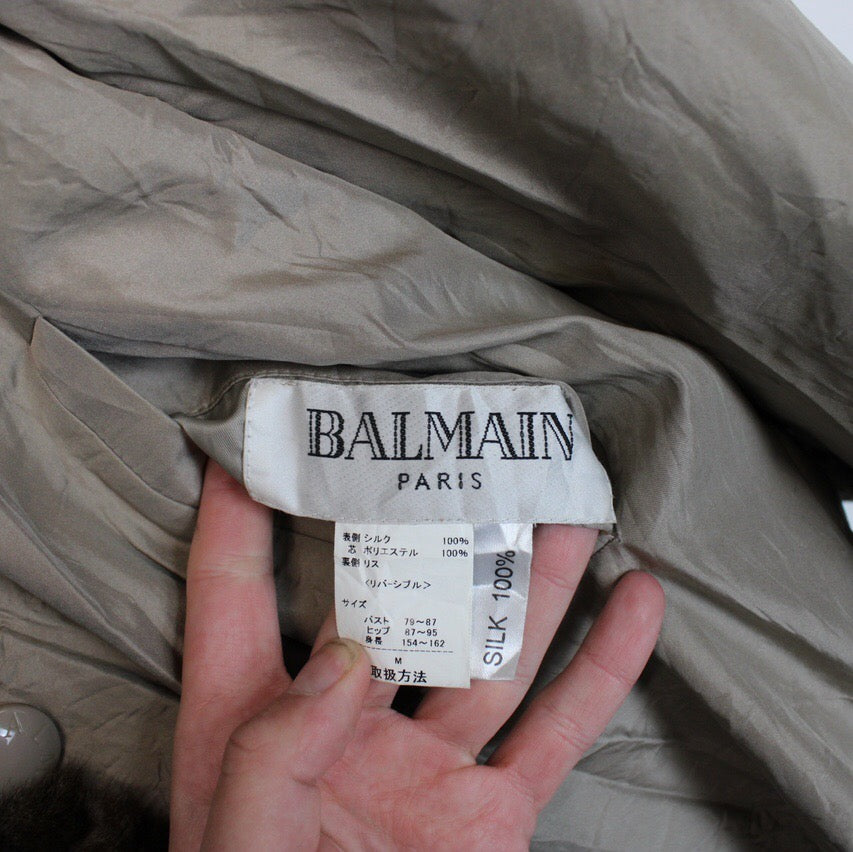 BALMAIN
PARIS
表側 シルク 100%
芯 ポリエステル 100%
裏側 リス
<リバーシブル>
サイズ
バスト 79~87
ヒップ 87~95
身長 154~162
M
取扱方法
SILK 100%